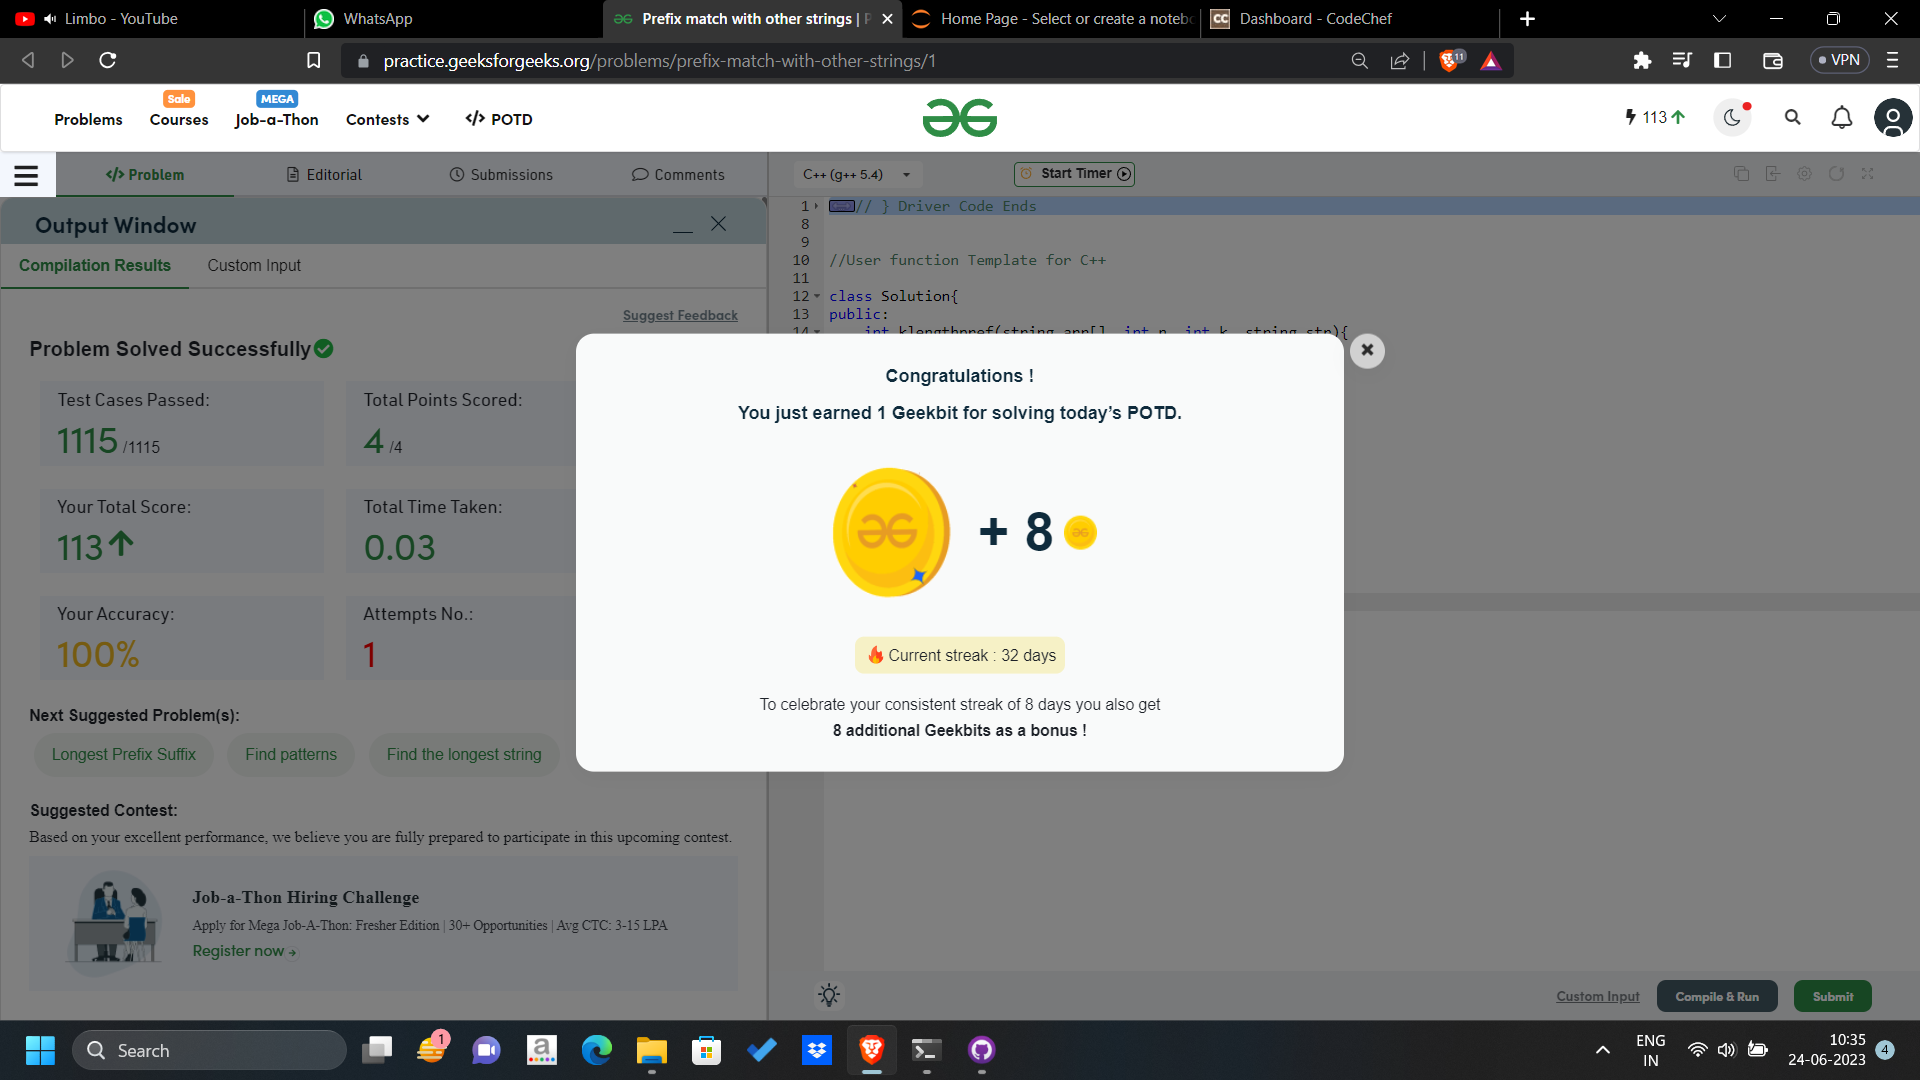 Limbo - YouTube
WhatsApp
Prefix match with other strings | P
Home Page - Select or create a notebo
Dashboard - CodeChef
practice.geeksforgeeks.org/problems/prefix-match-with-other-strings/1
11
VPN
Sale
MEGA
Problems
Courses
Job-a-Thon
Contests
</> POTD
113
</> Problem
Editorial
Submissions
Comments
C++ (g++ 5.4)
Start Timer
Output Window
Compilation Results
Custom Input
Suggest Feedback
Problem Solved Successfully
Test Cases Passed:
1115 /1115
Total Points Scored:
4 /4
Your Total Score:
113
Total Time Taken:
0.03
Your Accuracy:
100%
Attempts No.:
1
Next Suggested Problem(s):
Longest Prefix Suffix
Find patterns
Find the longest string
Suggested Contest:
Based on your excellent performance, we believe you are fully prepared to participate in this upcoming contest.
Job-a-Thon Hiring Challenge
Apply for Mega Job-A-Thon: Fresher Edition | 30+ Opportunities | Avg CTC: 3-15 LPA
Register now
1 // } Driver Code Ends
8
9
10 //User function Template for C++
11
12 class Solution{
13 public:
14 int klengthpref(string arr[], int n, int k, string str){
Congratulations !
You just earned 1 Geekbit for solving today’s POTD.
+ 8
Current streak : 32 days
To celebrate your consistent streak of 8 days you also get
8 additional Geekbits as a bonus !
Custom Input
Compile & Run
Submit
Search
1
ENG
IN
10:35
24-06-2023
4